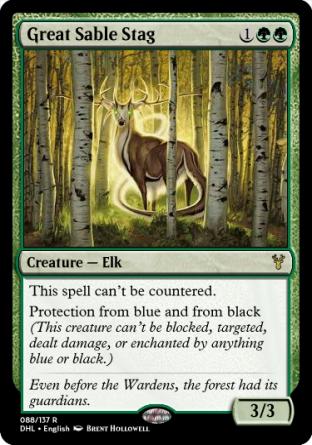 Great Sable Stag 1
Creature — Elk
This spell can't be countered.
Protection from blue and from black
(This creature can't be blocked, targeted,
dealt damage, or enchanted by anything
blue or black.)
Even before the Wardens, the forest had its
guardians.
3/3
088/137 R
DHL • English Brent Hollowell